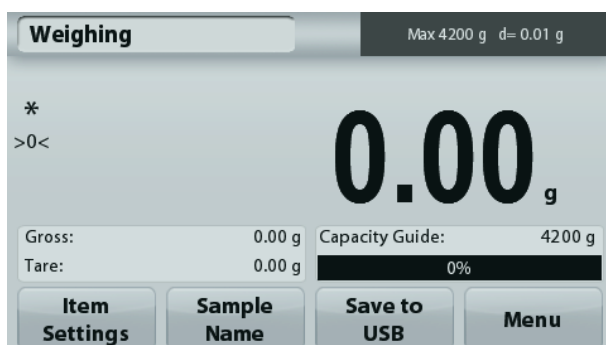 Weighing
Max 4200 g d= 0.01 g
*
>0<
0.00 g
Gross: 0.00 g
Tare: 0.00 g
Capacity Guide: 4200 g
0%
Item
Settings
Sample
Name
Save to
USB
Menu